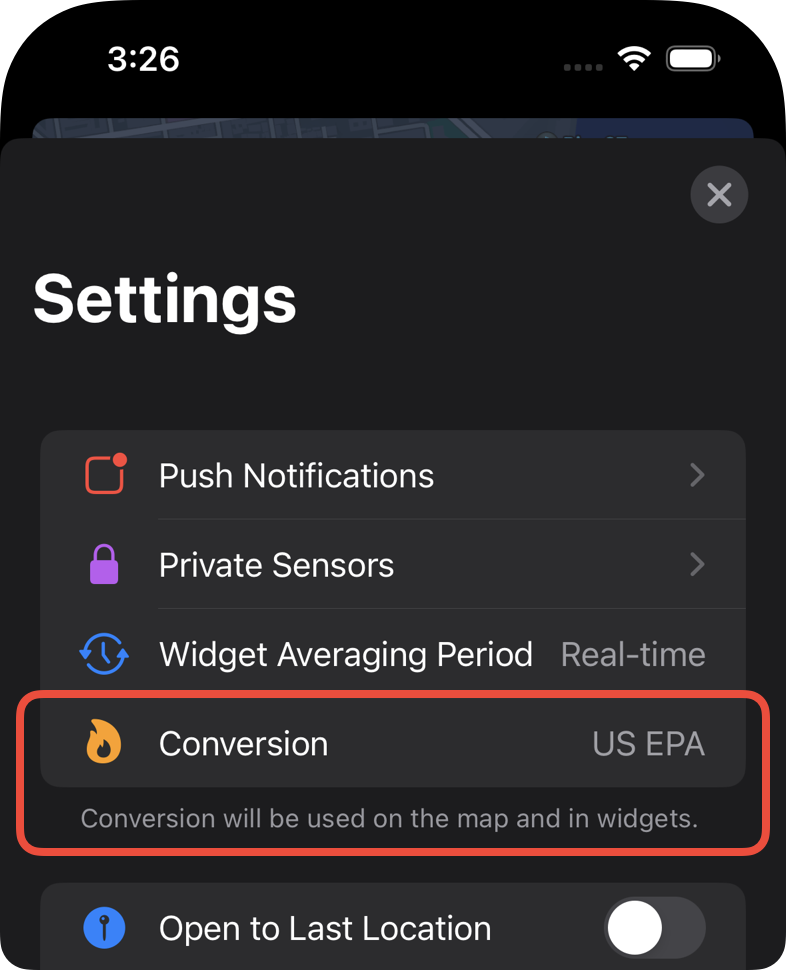 3:26
Settings
Push Notifications
Private Sensors
Widget Averaging Period Real-time
Conversion US EPA
Conversion will be used on the map and in widgets.
Open to Last Location